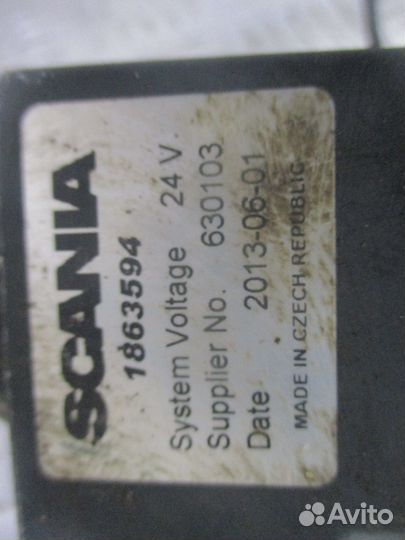 SCANIA
1863594
System Voltage 24 V
Supplier No. 630103
Date 2013-06-01
MADE IN CZECH REPUBLIC
Avito